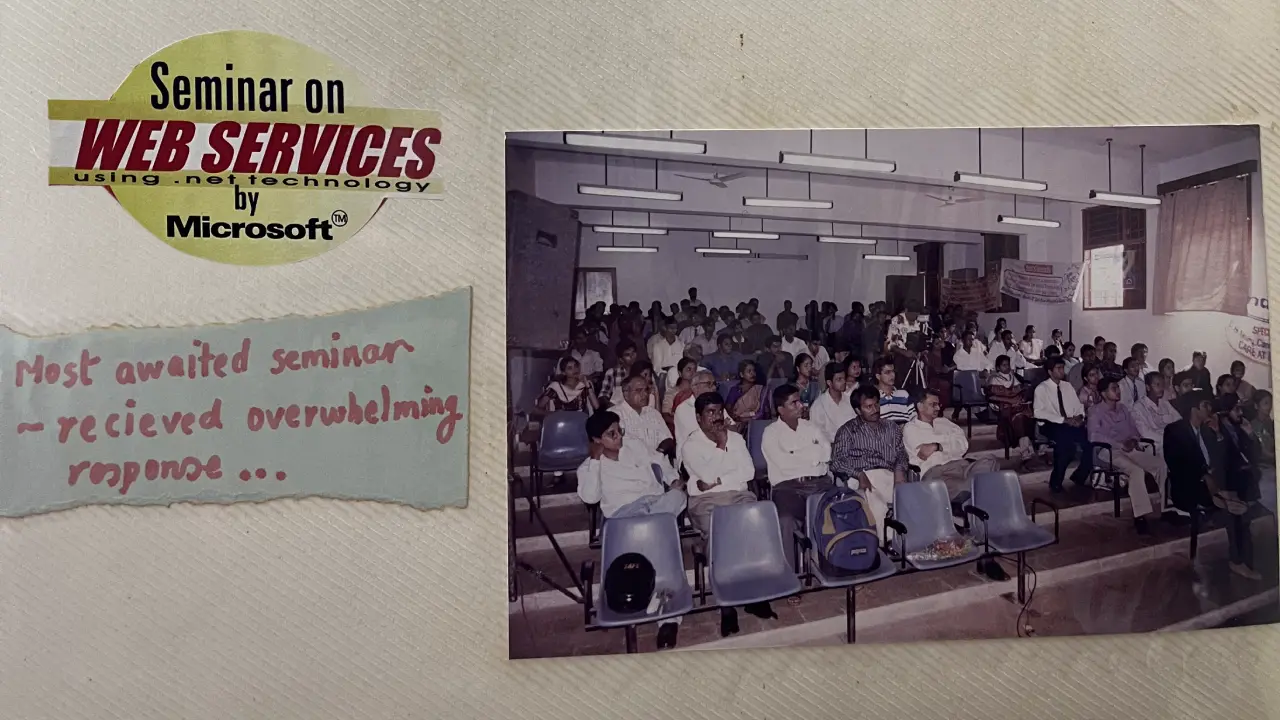 Seminar on
WEB SERVICES
using .net technology
by
Microsoft™
Most awaited seminar
~ recieved overwhelming
response ...